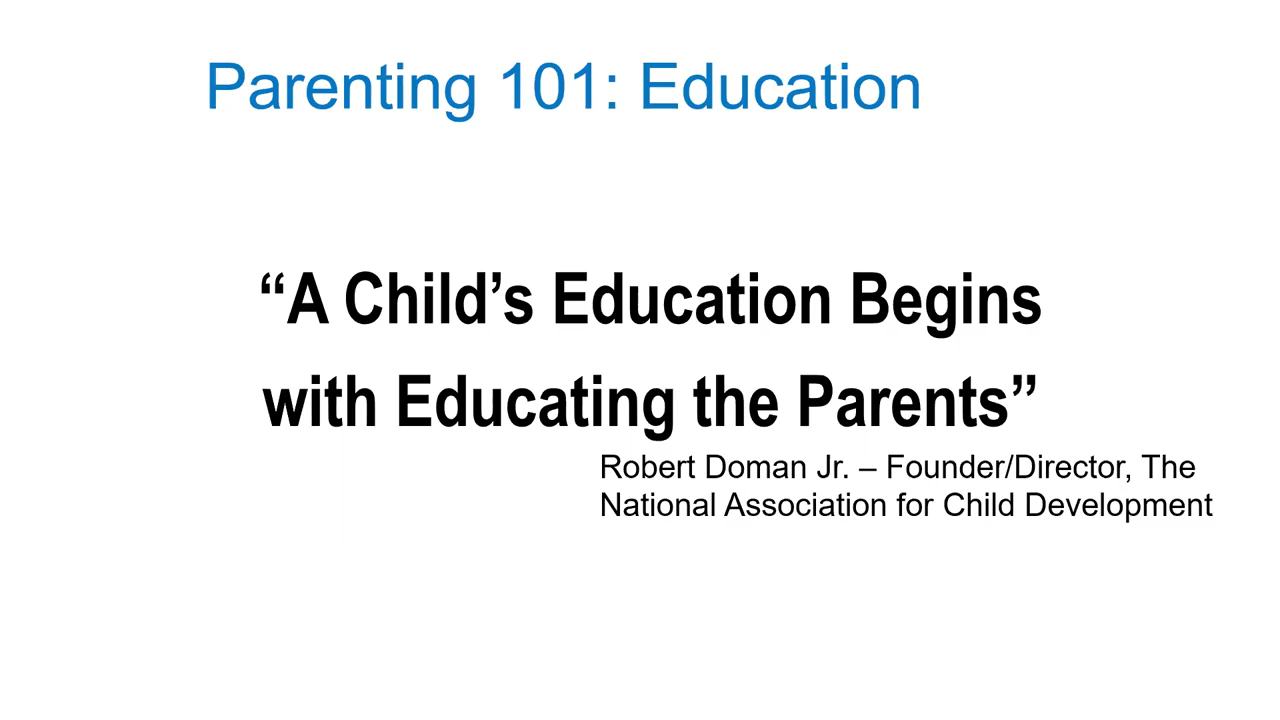 Parenting 101: Education
“A Child’s Education Begins
with Educating the Parents”
Robert Doman Jr. – Founder/Director, The
National Association for Child Development